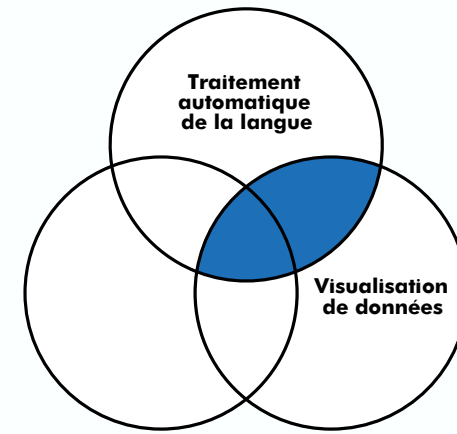 Traitement
automatique
de la langue
Visualisation
de données